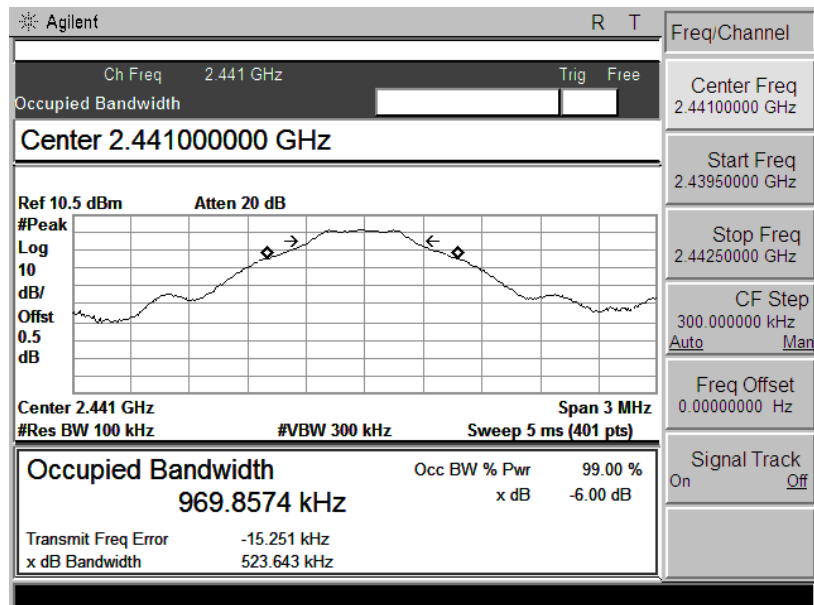 Agilent R T
Freq/Channel
Ch Freq 2.441 GHz Trig Free
Occupied Bandwidth
Center 2.441000000 GHz
Ref 10.5 dBm Atten 20 dB
#Peak
Log
10
dB/
Offst
0.5
dB
Center 2.441 GHz Span 3 MHz
#Res BW 100 kHz #VBW 300 kHz Sweep 5 ms (401 pts)
Occupied Bandwidth
969.8574 kHz
Occ BW % Pwr 99.00 %
x dB -6.00 dB
Transmit Freq Error -15.251 kHz
x dB Bandwidth 523.643 kHz
Center Freq
2.44100000 GHz
Start Freq
2.43950000 GHz
Stop Freq
2.44250000 GHz
CF Step
300.000000 kHz
Auto Man
Freq Offset
0.00000000 Hz
Signal Track
On Off